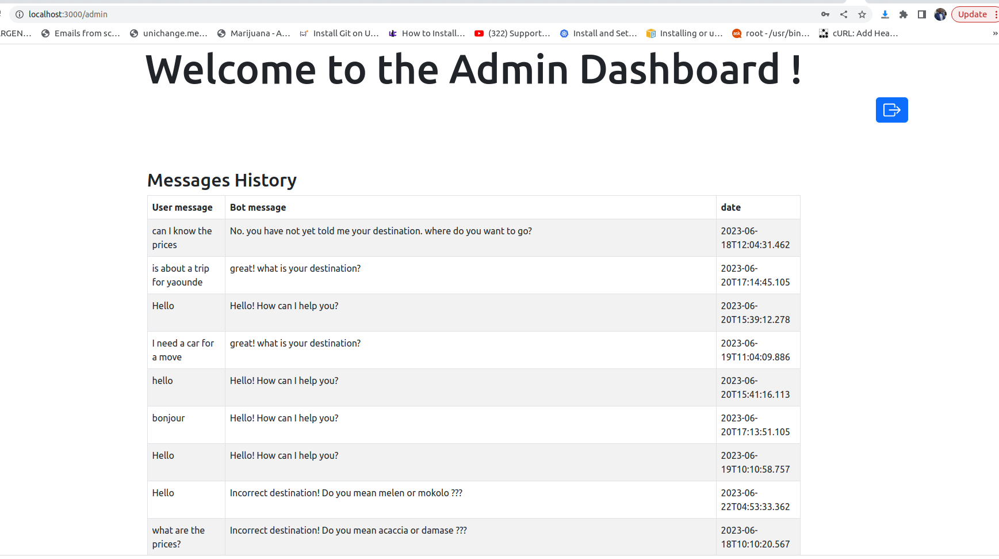 localhost:3000/admin
Update
RGEN... Emails from sc... unichange.me... Marijuana - A... Install Git on U... How to Install... (322) Support... Install and Set... Installing or u... ask root - /usr/bin... cURL: Add Hea... »
Welcome to the Admin Dashboard !
Messages History
User message Bot message date
can I know the No. you have not yet told me your destination. where do you want to go? 2023-06-
prices 18T12:04:31.462
is about a trip great! what is your destination? 2023-06-
for yaounde 20T17:14:45.105
Hello Hello! How can I help you? 2023-06-
20T15:39:12.278
I need a car for great! what is your destination? 2023-06-
a move 19T11:04:09.886
hello Hello! How can I help you? 2023-06-
20T15:41:16.113
bonjour Hello! How can I help you? 2023-06-
20T17:13:51.105
Hello Hello! How can I help you? 2023-06-
19T10:10:58.757
Hello Incorrect destination! Do you mean melen or mokolo ??? 2023-06-
22T04:53:33.362
what are the Incorrect destination! Do you mean acaccia or damase ??? 2023-06-
prices? 18T10:10:20.567